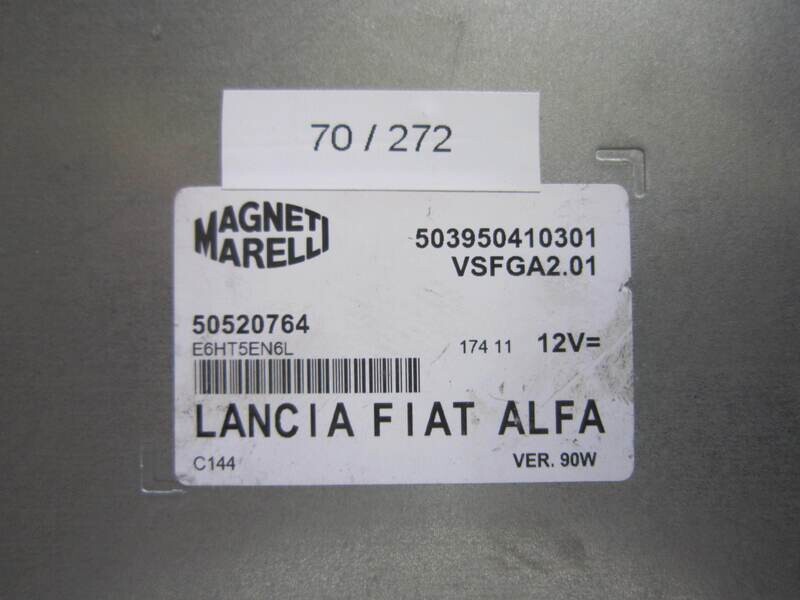 70 / 272
MAGNETI
MARELLI
503950410301
VSFGA2.01
50520764
E6HT5EN6L
174 11 12V=
LANCIA FIAT ALFA
C144 VER. 90W